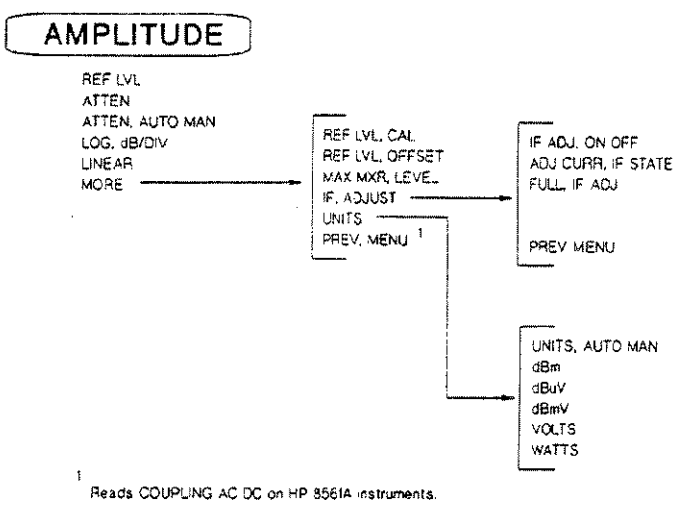 AMPLITUDE
REF LVL
ATTEN
ATTEN, AUTO MAN
LOG, dB/DIV
LINEAR
MORE
REF LVL, CAL
REF LVL, OFFSET
MAX MXR, LEVEL
IF, ADJUST
UNITS
PREV, MENU 1
IF ADJ, ON OFF
ADJ CURR, IF STATE
FULL, IF ADJ
PREV MENU
UNITS, AUTO MAN
dBm
dBuV
dBmV
VOLTS
WATTS
1
Reads COUPLING AC DC on HP 8561A instruments.